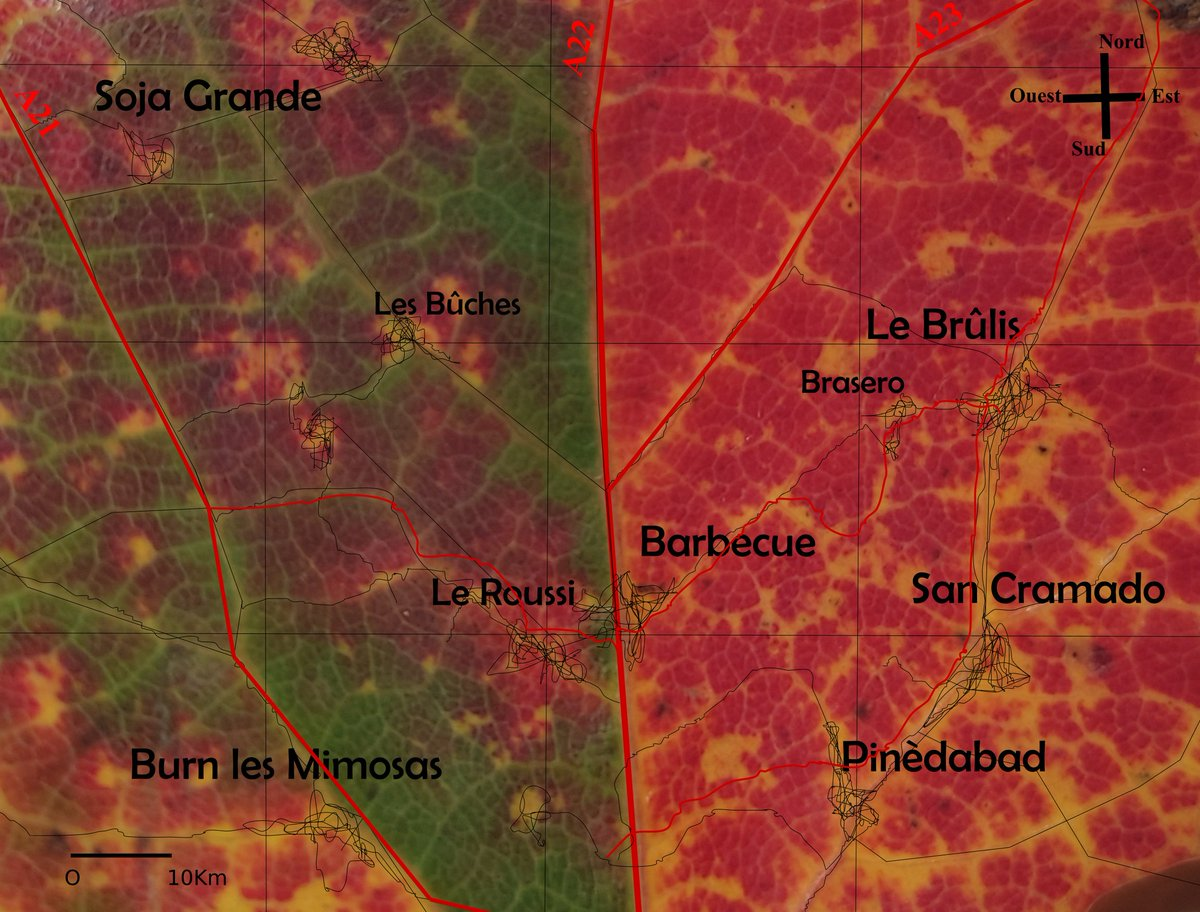 A22
A23
Nord
Soja Grande
Ouest
Est
A21
Sud
Les Bûches
Le Brûlis
Brasero
Barbecue
Le Roussi
San Cramado
Burn les Mimosas
Pinèdabad
O
10Km